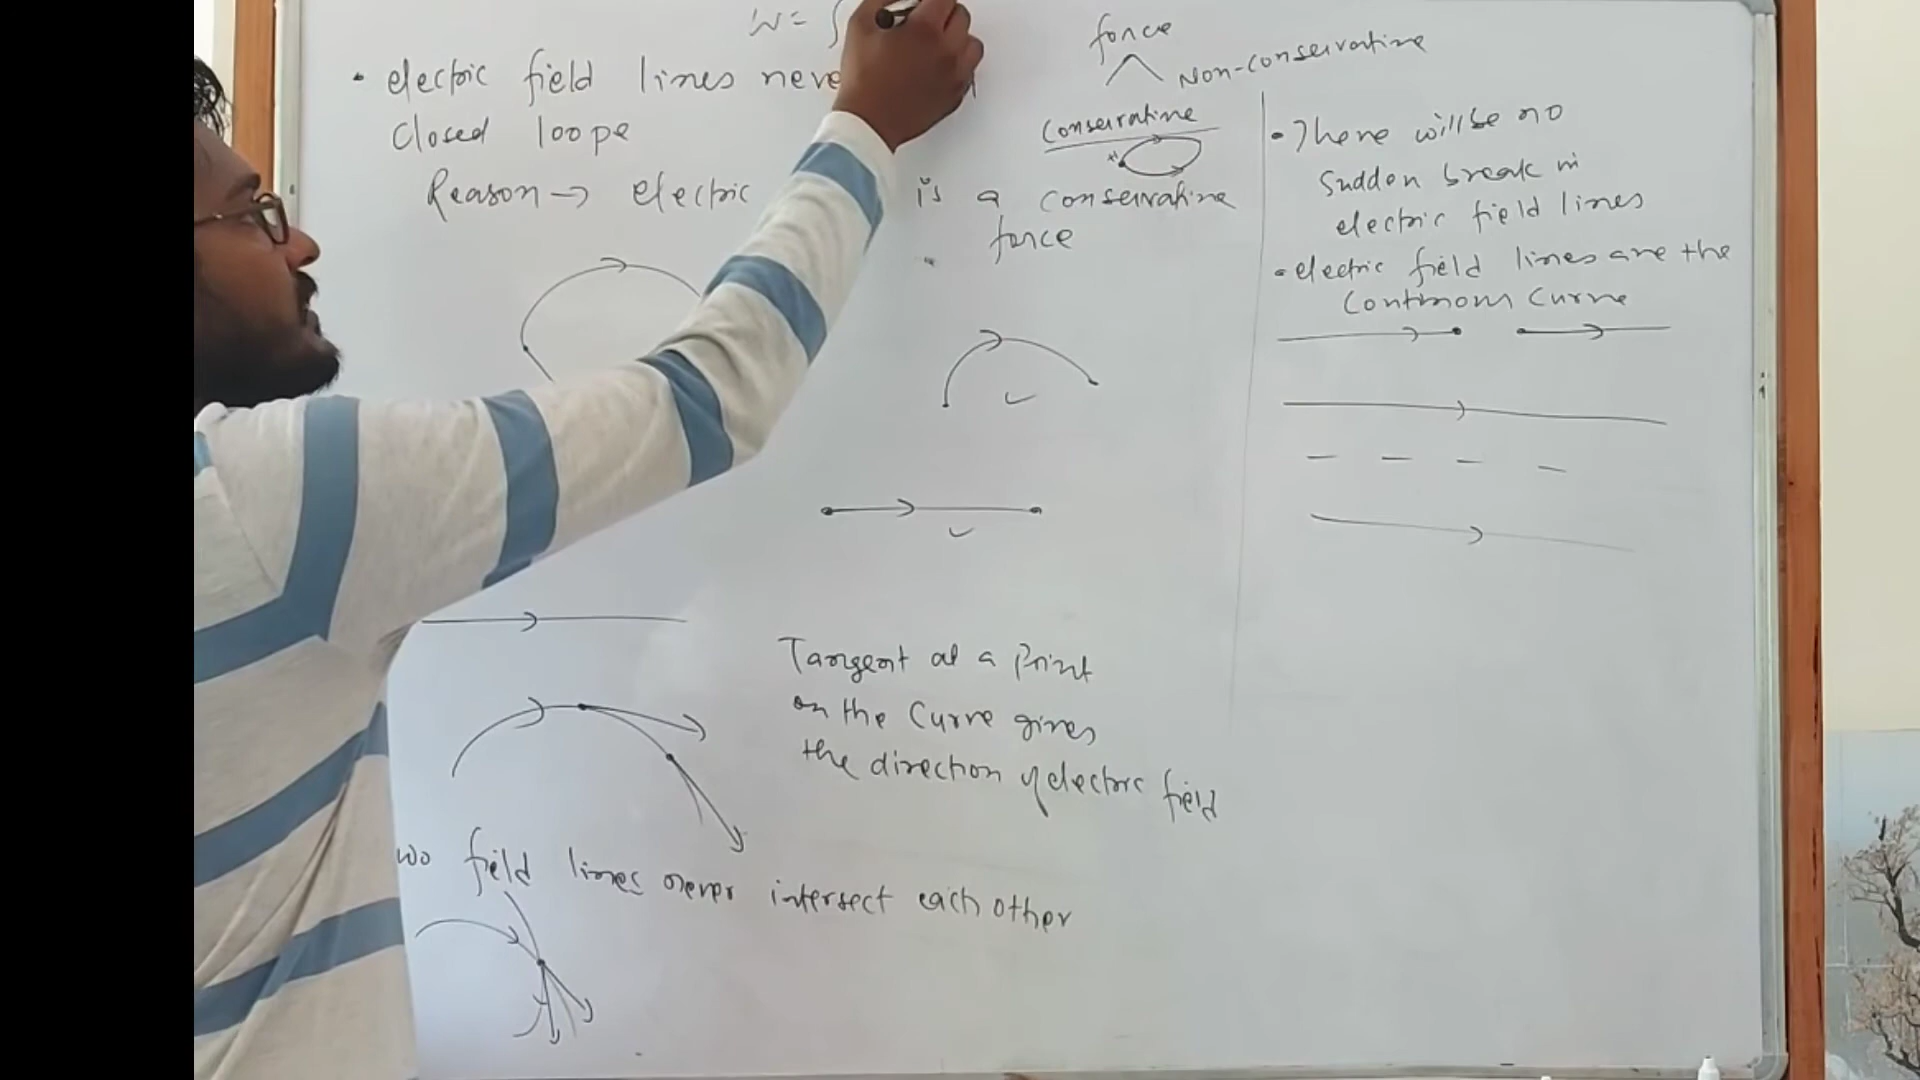 W = ∫
• electric field lines neve
closed loope
Reason → electric is a conservative
force
force
Non-conservative
Conservative
• There will be no
sudden break in
electric field lines
• electric field lines are the
Continous Curve
Tangent at a Point
on the Curve gives
the direction of electric field
wo field lines never intersect each other